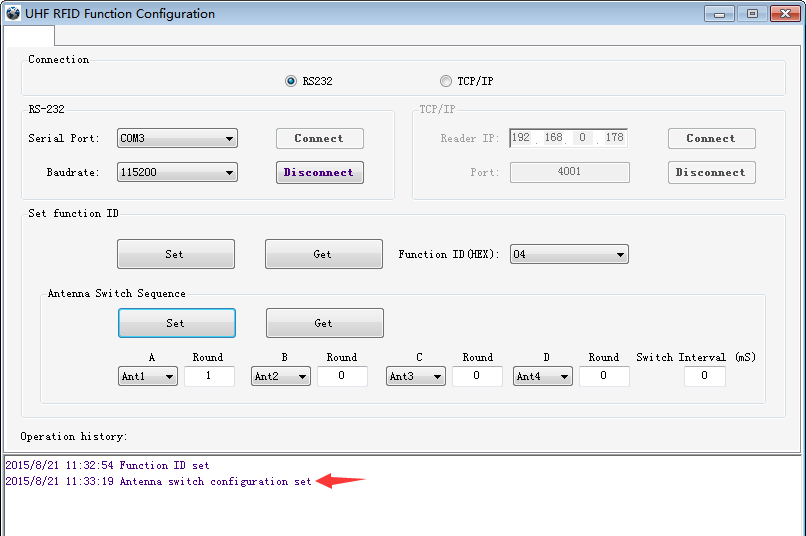 UHF RFID Function Configuration
Connection
RS232 TCP/IP
RS-232 TCP/IP
Serial Port: COM3 Connect Reader IP: 192 . 168 . 0 . 178 Connect
Baudrate: 115200 Disconnect Port: 4001 Disconnect
Set function ID
Set Get Function ID(HEX): 04
Antenna Switch Sequence
Set Get
A Round B Round C Round D Round Switch Interval (mS)
Ant1 1 Ant2 0 Ant3 0 Ant4 0 0
Operation history:
2015/8/21 11:32:54 Function ID set
2015/8/21 11:33:19 Antenna switch configuration set